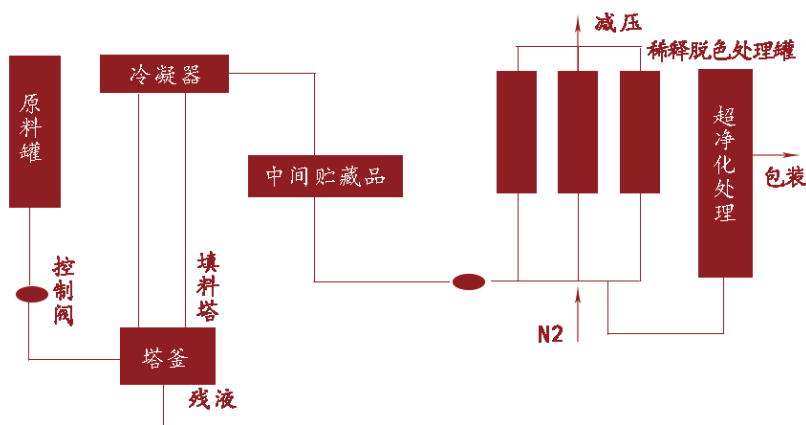 减压
稀释脱色处理罐
冷凝器
原料罐
超净化处理
中间贮藏品
包装
控制阀
填料塔
N2
塔釜
残液